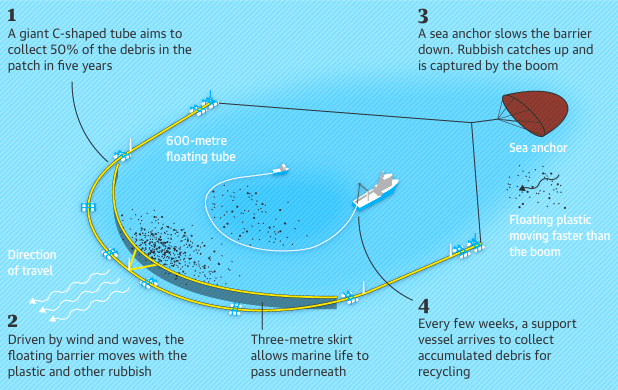 1
A giant C-shaped tube aims to
collect 50% of the debris in the
patch in five years
3
A sea anchor slows the barrier
down. Rubbish catches up and
is captured by the boom
600-metre
floating tube
Sea anchor
Floating plastic
moving faster than
the boom
Direction
of travel
2
Driven by wind and waves, the
floating barrier moves with the
plastic and other rubbish
Three-metre skirt
allows marine life to
pass underneath
4
Every few weeks, a support
vessel arrives to collect
accumulated debris for
recycling